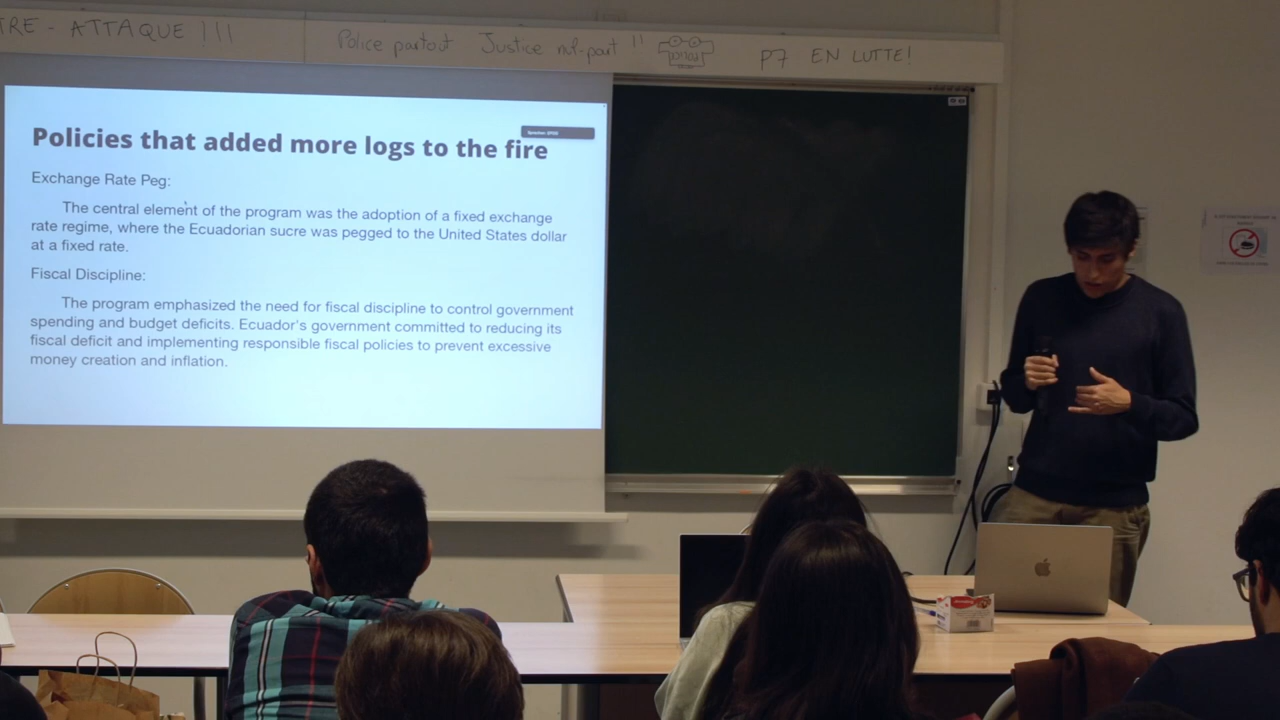 TRE - ATTAQUE !!!
Police partout Justice nul-part !!
P7 EN LUTTE!
Policies that added more logs to the fire
Exchange Rate Peg:
The central element of the program was the adoption of a fixed exchange
rate regime, where the Ecuadorian sucre was pegged to the United States dollar
at a fixed rate.
Fiscal Discipline:
The program emphasized the need for fiscal discipline to control government
spending and budget deficits. Ecuador's government committed to reducing its
fiscal deficit and implementing responsible fiscal policies to prevent excessive
money creation and inflation.